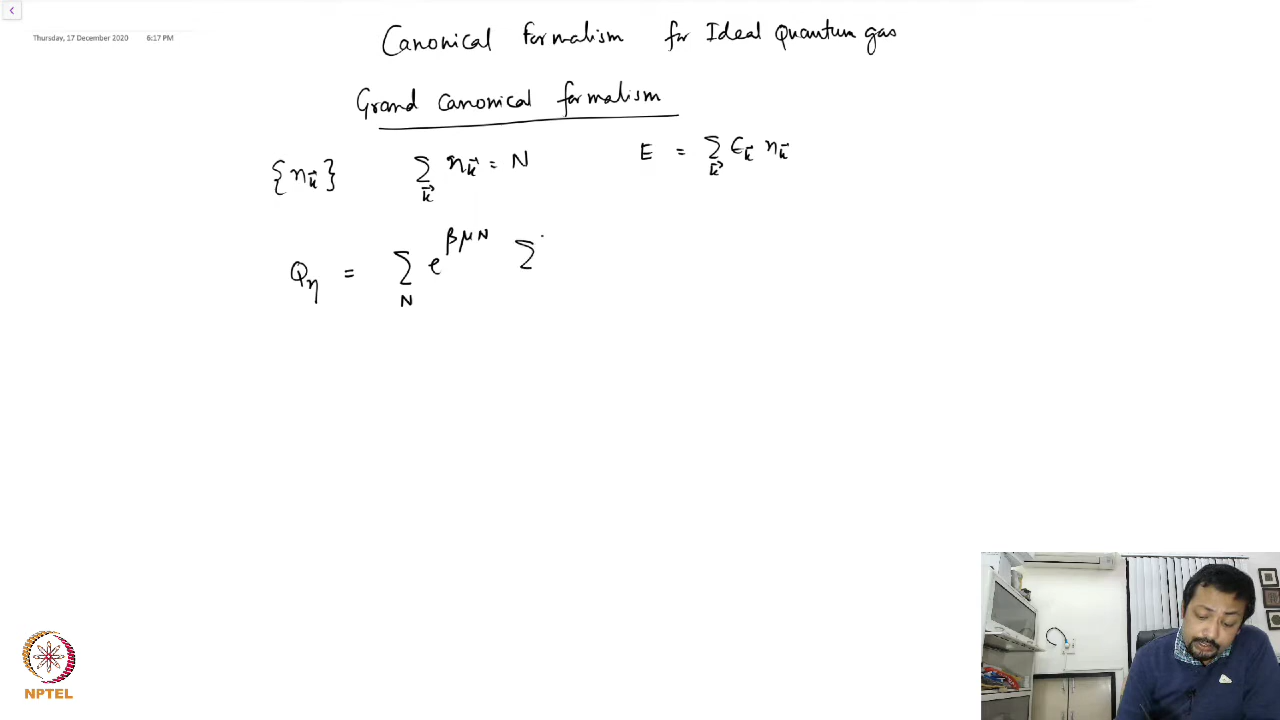 Thursday, 17 December 2020 6:17 PM
Canonical formalism for Ideal Quantum gas
Grand canonical formalism
{n_k⃗} ∑_k⃗ n_k⃗ = N E = ∑_k⃗ ϵ_k⃗ n_k⃗
Q_η = ∑_N e^{βμN} ∑
NPTEL